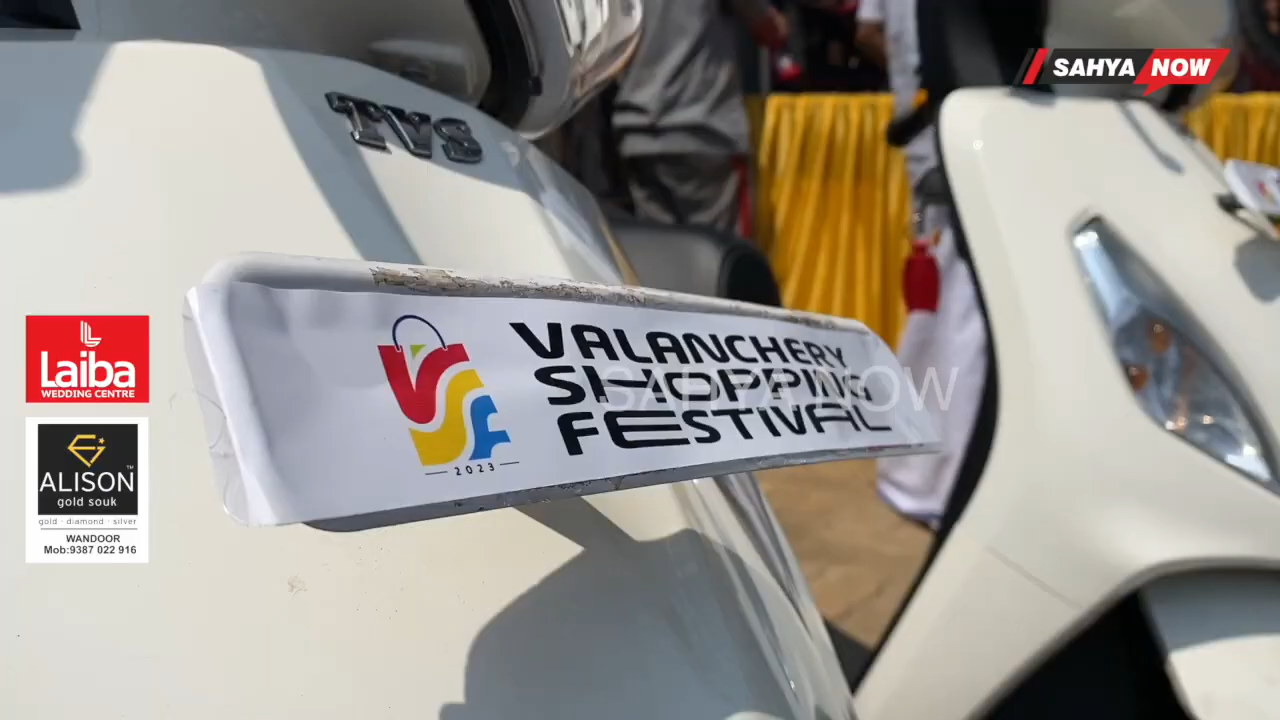 TVS
SAHYA NOW
VALANCHERY
SHOPPING
FESTIVAL
2023
SAHYA NOW
Laiba
WEDDING CENTRE
ALISON™
gold souk
gold · diamond · silver
WANDOOR
Mob:9387 022 916